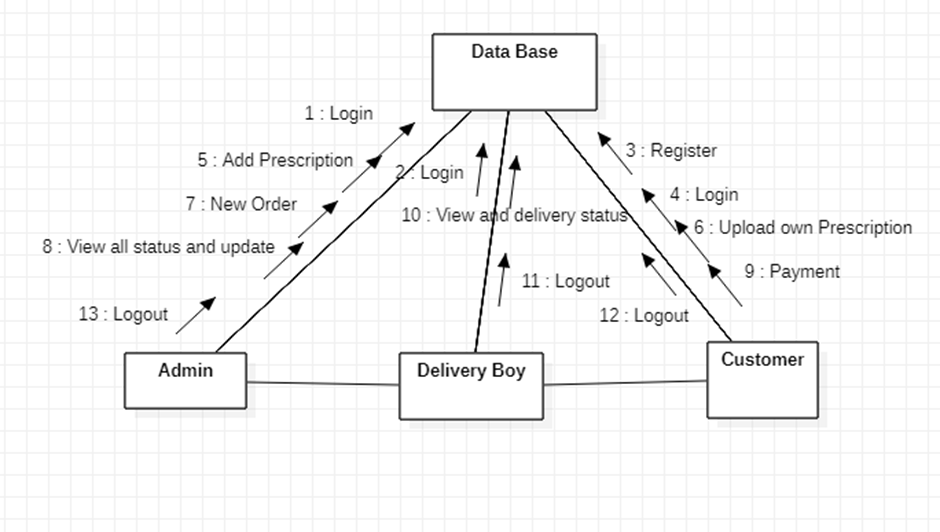 Data Base
1 : Login
5 : Add Prescription
7 : New Order
8 : View all status and update
13 : Logout
2 : Login
10 : View and delivery status
11 : Logout
3 : Register
4 : Login
6 : Upload own Prescription
9 : Payment
12 : Logout
Admin
Delivery Boy
Customer